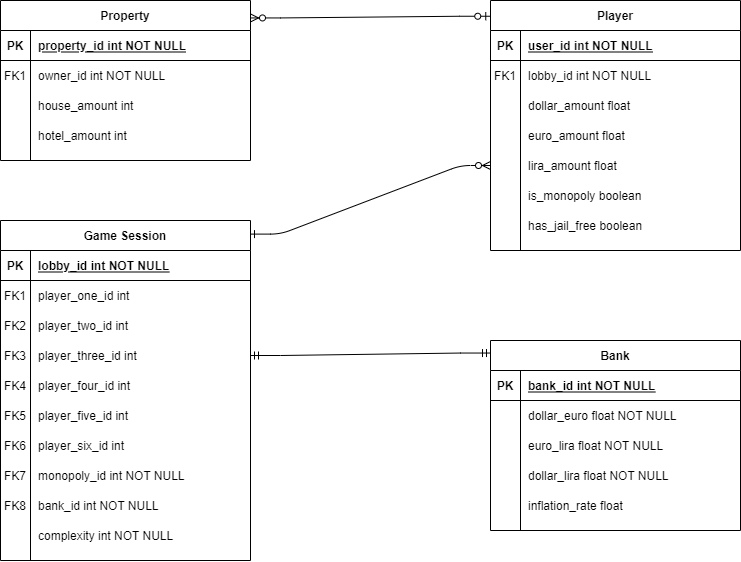 Property
PK property_id int NOT NULL
FK1 owner_id int NOT NULL
house_amount int
hotel_amount int
Player
PK user_id int NOT NULL
FK1 lobby_id int NOT NULL
dollar_amount float
euro_amount float
lira_amount float
is_monopoly boolean
has_jail_free boolean
Game Session
PK lobby_id int NOT NULL
FK1 player_one_id int
FK2 player_two_id int
FK3 player_three_id int
FK4 player_four_id int
FK5 player_five_id int
FK6 player_six_id int
FK7 monopoly_id int NOT NULL
FK8 bank_id int NOT NULL
complexity int NOT NULL
Bank
PK bank_id int NOT NULL
dollar_euro float NOT NULL
euro_lira float NOT NULL
dollar_lira float NOT NULL
inflation_rate float